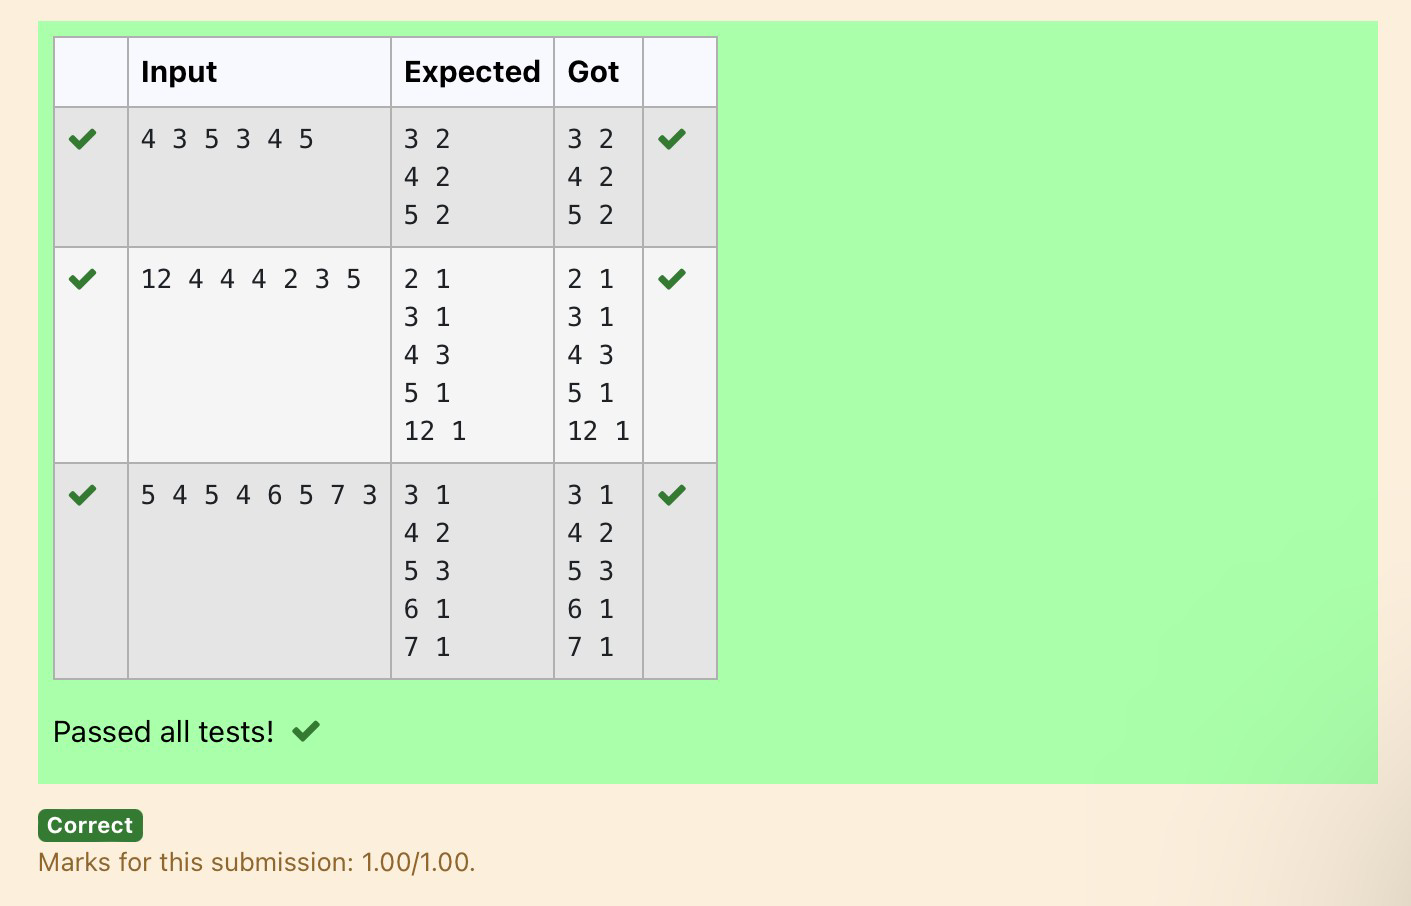 Input Expected Got
4 3 5 3 4 5 3 2 3 2
4 2 4 2
5 2 5 2
12 4 4 4 2 3 5 2 1 2 1
3 1 3 1
4 3 4 3
5 1 5 1
12 1 12 1
5 4 5 4 6 5 7 3 3 1 3 1
4 2 4 2
5 3 5 3
6 1 6 1
7 1 7 1
Passed all tests!
Correct
Marks for this submission: 1.00/1.00.